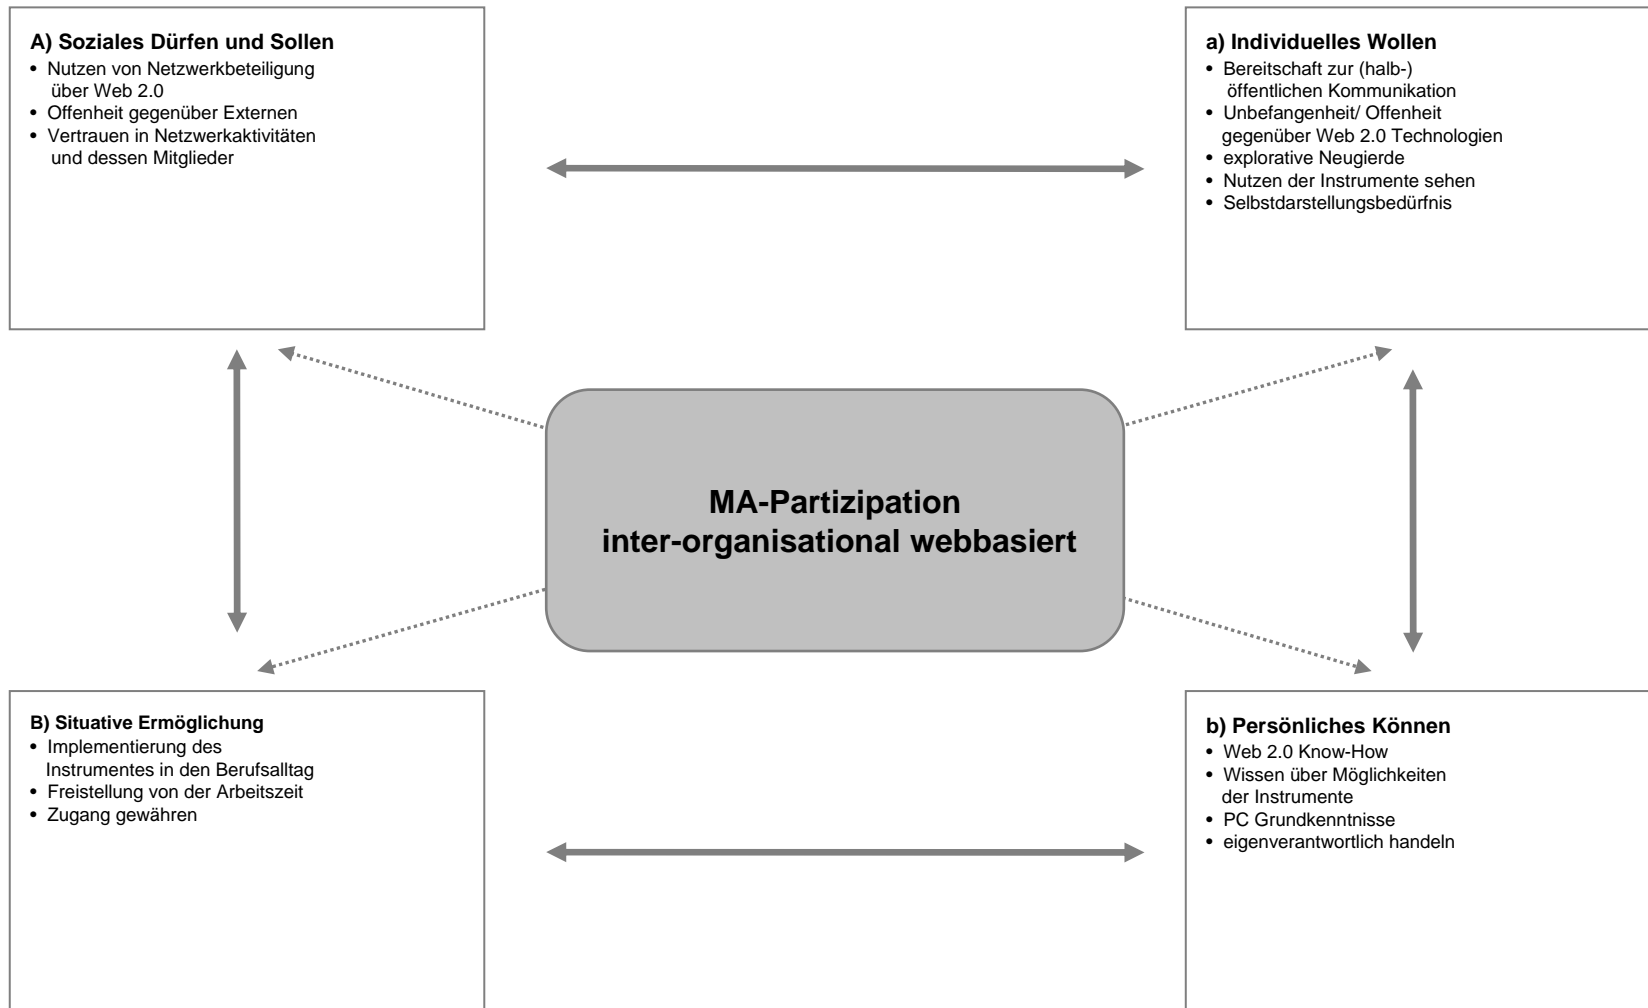 A) Soziales Dürfen und Sollen
• Nutzen von Netzwerkbeteiligung
über Web 2.0
• Offenheit gegenüber Externen
• Vertrauen in Netzwerkaktivitäten
und dessen Mitglieder
a) Individuelles Wollen
• Bereitschaft zur (halb-)
öffentlichen Kommunikation
• Unbefangenheit/ Offenheit
gegenüber Web 2.0 Technologien
• explorative Neugierde
• Nutzen der Instrumente sehen
• Selbstdarstellungsbedürfnis
MA-Partizipation
inter-organisational webbasiert
B) Situative Ermöglichung
• Implementierung des
Instrumentes in den Berufsalltag
• Freistellung von der Arbeitszeit
• Zugang gewähren
b) Persönliches Können
• Web 2.0 Know-How
• Wissen über Möglichkeiten
der Instrumente
• PC Grundkenntnisse
• eigenverantwortlich handeln